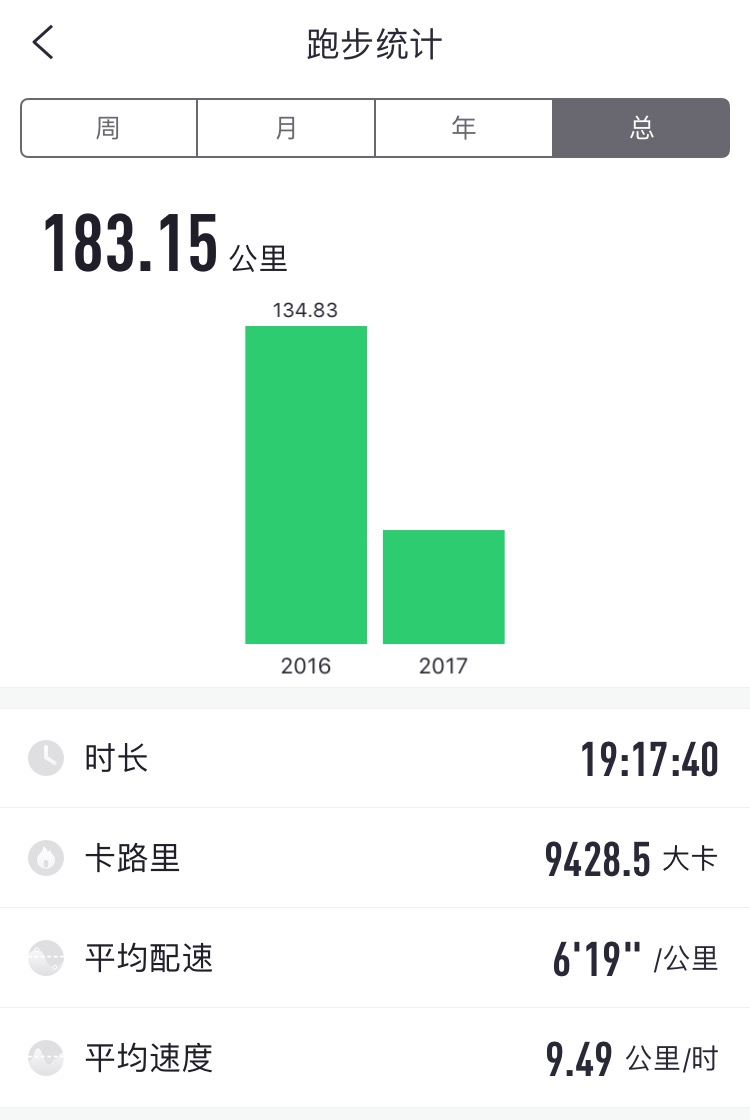 跑步统计
周 月 年 总
183.15 公里
134.83
2016 2017
时长 19:17:40
卡路里 9428.5 大卡
平均配速 6'19" /公里
平均速度 9.49 公里/时